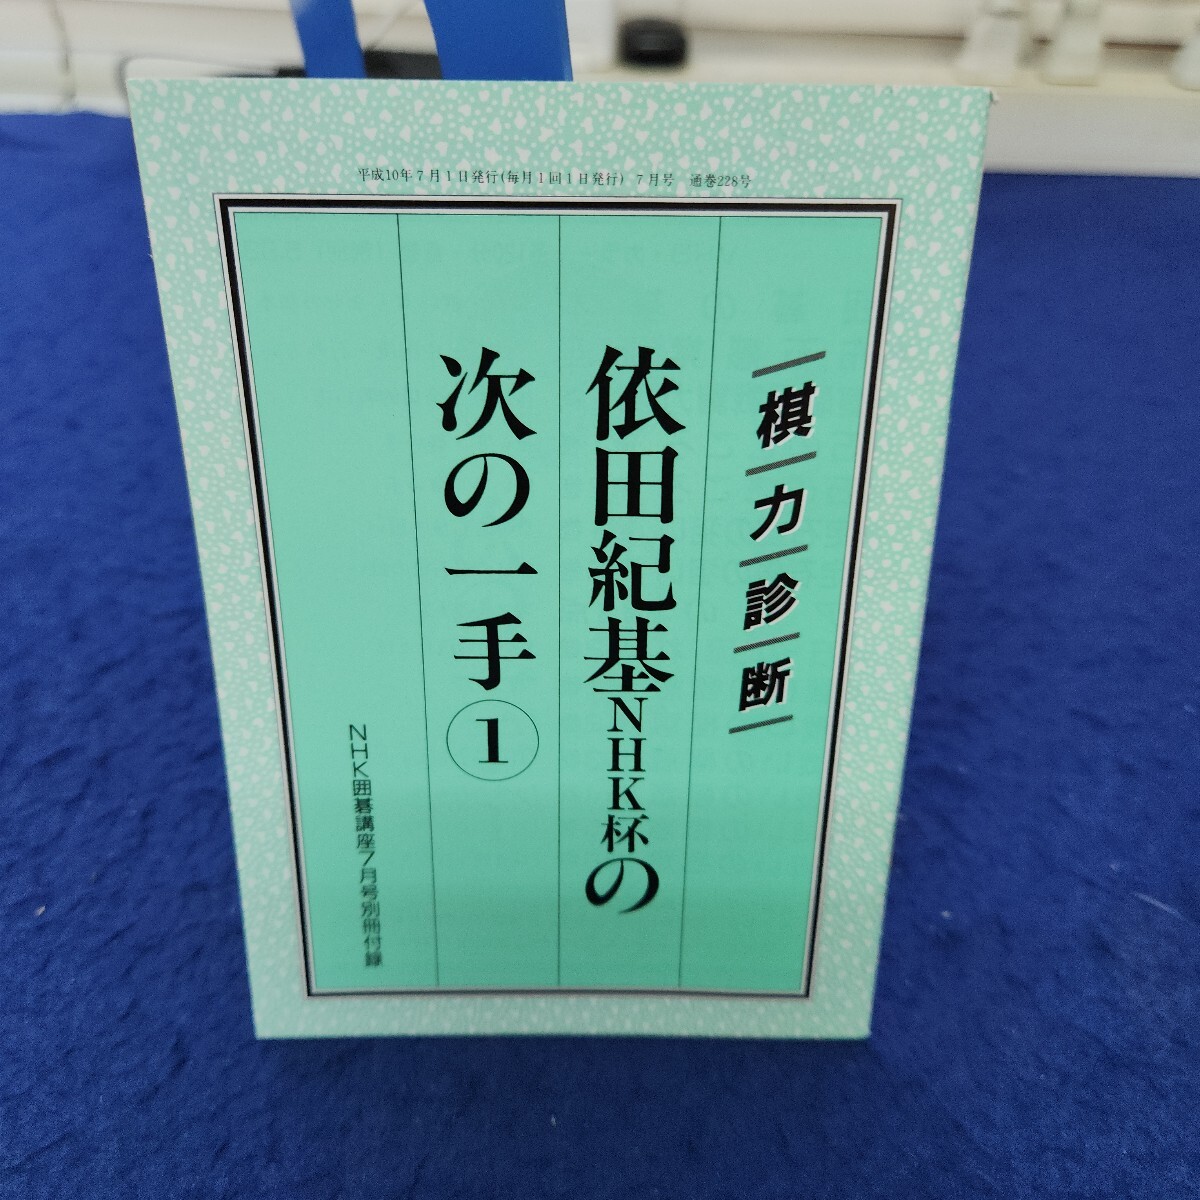 平成10年7月1日発行(毎月1回1日発行) 7月号 通巻228号
棋力診断
依田紀基NHK杯の
次の一手①
NHK囲碁講座7月号別冊付録